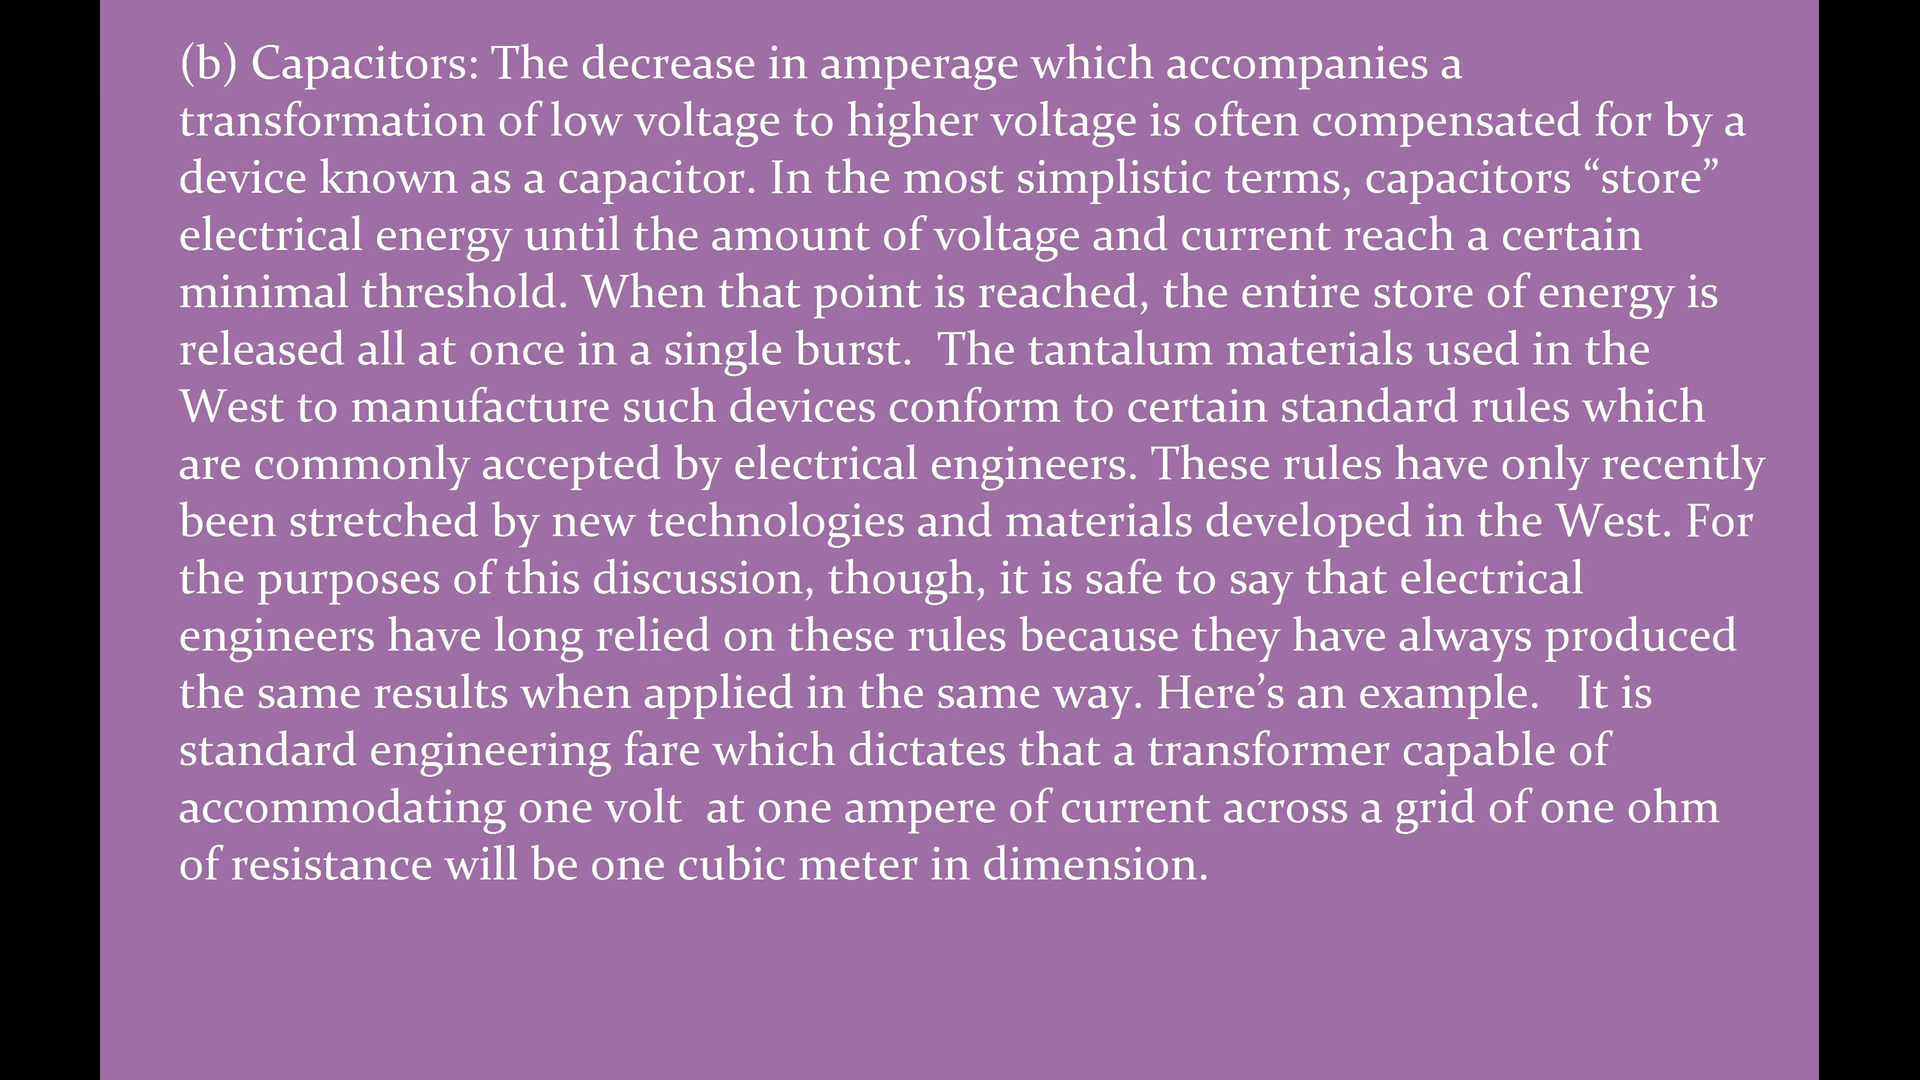 (b) Capacitors: The decrease in amperage which accompanies a
transformation of low voltage to higher voltage is often compensated for by a
device known as a capacitor. In the most simplistic terms, capacitors “store”
electrical energy until the amount of voltage and current reach a certain
minimal threshold. When that point is reached, the entire store of energy is
released all at once in a single burst.  The tantalum materials used in the
West to manufacture such devices conform to certain standard rules which
are commonly accepted by electrical engineers. These rules have only recently
been stretched by new technologies and materials developed in the West. For
the purposes of this discussion, though, it is safe to say that electrical
engineers have long relied on these rules because they have always produced
the same results when applied in the same way. Here’s an example.   It is
standard engineering fare which dictates that a transformer capable of
accommodating one volt  at one ampere of current across a grid of one ohm
of resistance will be one cubic meter in dimension.